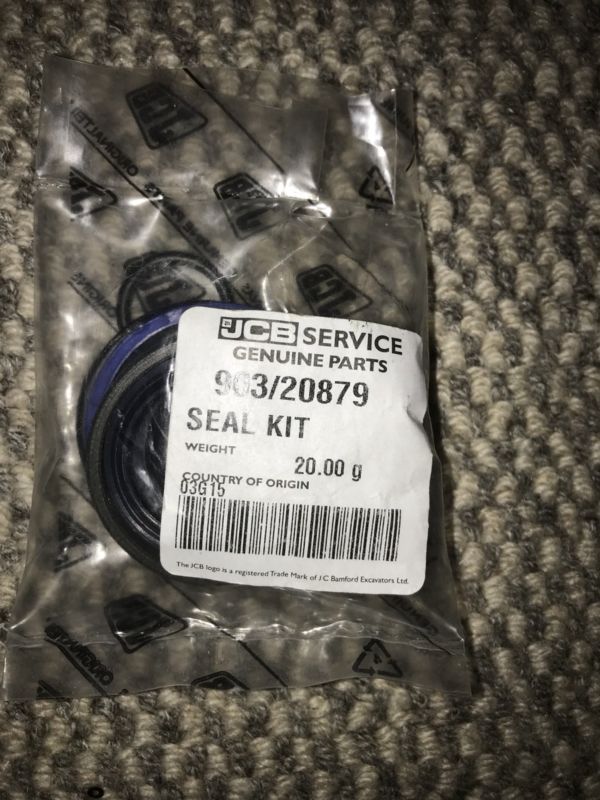 JCB SERVICE
GENUINE PARTS
903/20879
SEAL KIT
WEIGHT
20.00 g
COUNTRY OF ORIGIN
03G15
The JCB logo is a registered Trade Mark of J C Bamford Excavators Ltd.